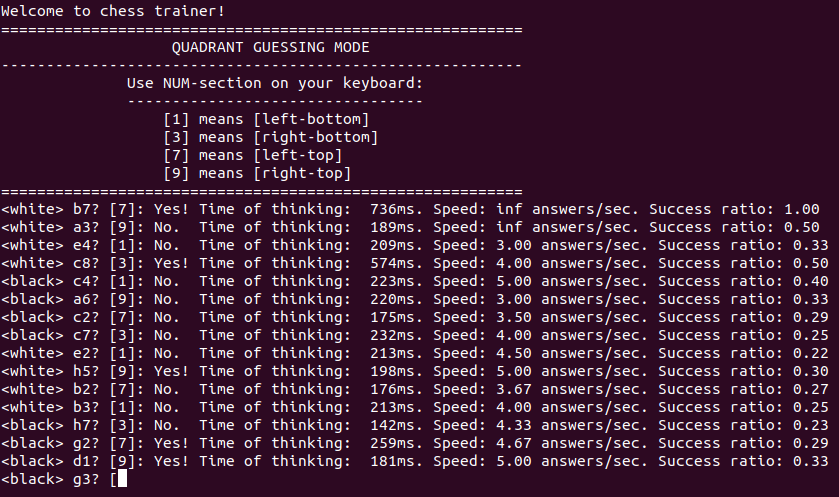 Welcome to chess trainer!
==========================================================
QUADRANT GUESSING MODE
----------------------------------------------------------
Use NUM-section on your keyboard:
---------------------------------
[1] means [left-bottom]
[3] means [right-bottom]
[7] means [left-top]
[9] means [right-top]
==========================================================
<white> b7? [7]: Yes! Time of thinking:  736ms. Speed: inf answers/sec. Success ratio: 1.00
<white> a3? [9]: No.  Time of thinking:  189ms. Speed: inf answers/sec. Success ratio: 0.50
<white> e4? [1]: No.  Time of thinking:  209ms. Speed: 3.00 answers/sec. Success ratio: 0.33
<white> c8? [3]: Yes! Time of thinking:  574ms. Speed: 4.00 answers/sec. Success ratio: 0.50
<black> c4? [1]: No.  Time of thinking:  223ms. Speed: 5.00 answers/sec. Success ratio: 0.40
<black> a6? [9]: No.  Time of thinking:  220ms. Speed: 3.00 answers/sec. Success ratio: 0.33
<black> c2? [7]: No.  Time of thinking:  175ms. Speed: 3.50 answers/sec. Success ratio: 0.29
<black> c7? [3]: No.  Time of thinking:  232ms. Speed: 4.00 answers/sec. Success ratio: 0.25
<white> e2? [1]: No.  Time of thinking:  213ms. Speed: 4.50 answers/sec. Success ratio: 0.22
<white> h5? [9]: Yes! Time of thinking:  198ms. Speed: 5.00 answers/sec. Success ratio: 0.30
<white> b2? [7]: No.  Time of thinking:  176ms. Speed: 3.67 answers/sec. Success ratio: 0.27
<white> b3? [1]: No.  Time of thinking:  213ms. Speed: 4.00 answers/sec. Success ratio: 0.25
<black> h7? [3]: No.  Time of thinking:  142ms. Speed: 4.33 answers/sec. Success ratio: 0.23
<black> g2? [7]: Yes! Time of thinking:  259ms. Speed: 4.67 answers/sec. Success ratio: 0.29
<black> d1? [9]: Yes! Time of thinking:  181ms. Speed: 5.00 answers/sec. Success ratio: 0.33
<black> g3? [